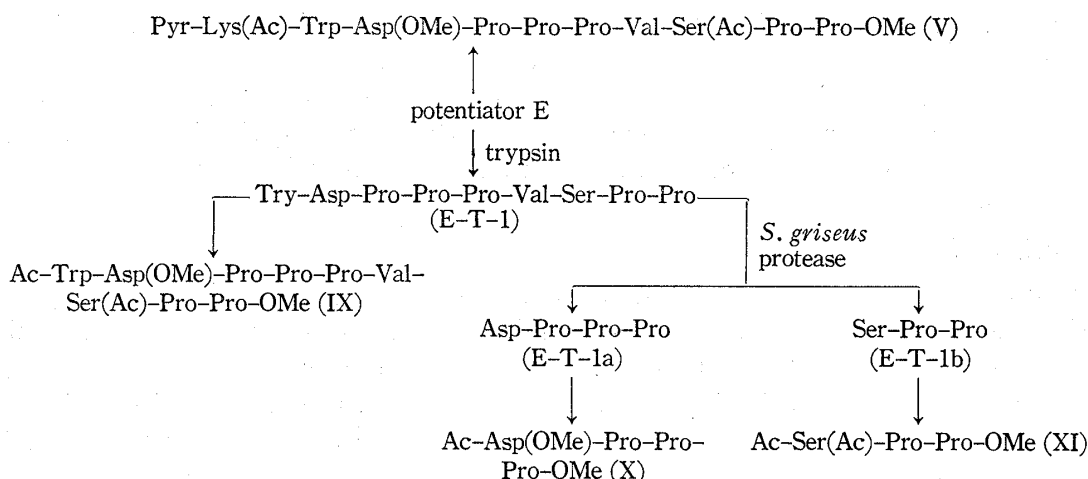 Pyr–Lys(Ac)–Trp–Asp(OMe)–Pro–Pro–Pro–Val–Ser(Ac)–Pro–Pro–OMe (V)
potentiator E
trypsin
Try–Asp–Pro–Pro–Pro–Val–Ser–Pro–Pro
(E–T–1)
S. griseus
protease
Ac–Trp–Asp(OMe)–Pro–Pro–Pro–Val–
Ser(Ac)–Pro–Pro–OMe (IX)
Asp–Pro–Pro–Pro
(E–T–1a)
Ser–Pro–Pro
(E–T–1b)
Ac–Asp(OMe)–Pro–Pro–
Pro–OMe (X)
Ac–Ser(Ac)–Pro–Pro–OMe (XI)